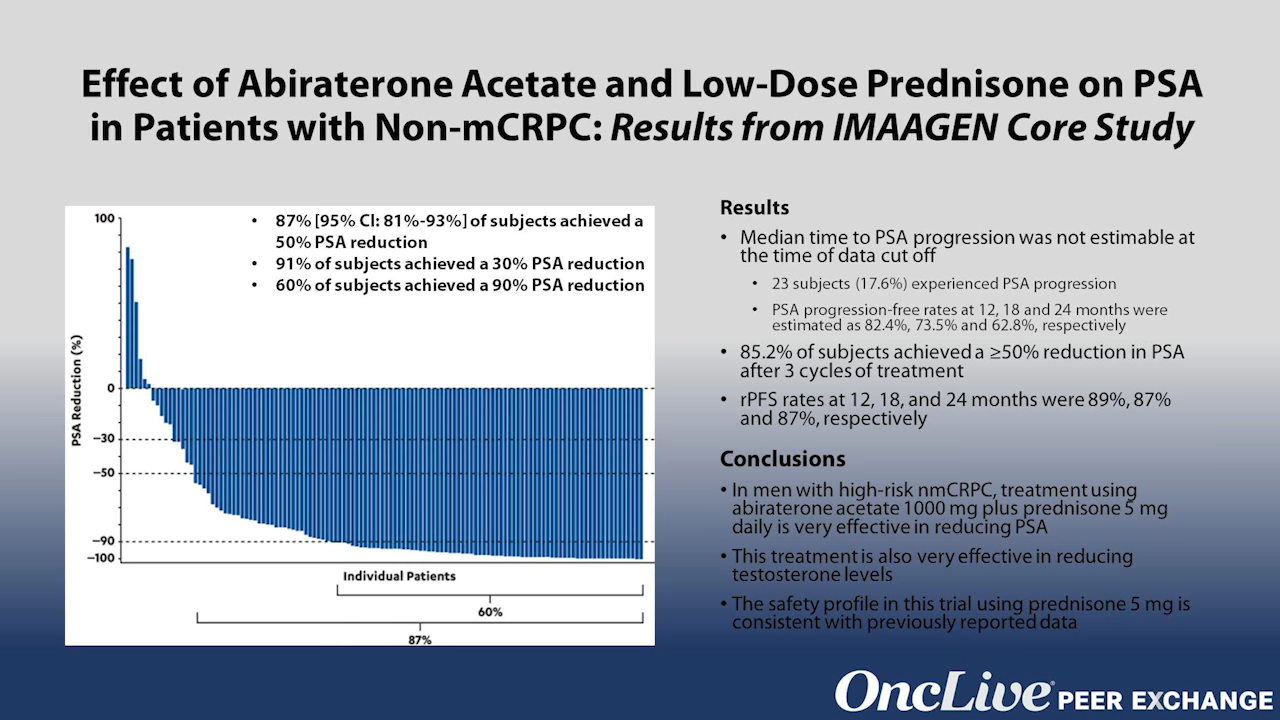 Effect of Abiraterone Acetate and Low-Dose Prednisone on PSA
in Patients with Non-mCRPC: Results from IMAAGEN Core Study
• 87% [95% CI: 81%-93%] of subjects achieved a
50% PSA reduction
• 91% of subjects achieved a 30% PSA reduction
• 60% of subjects achieved a 90% PSA reduction
PSA Reduction (%)
100
0
−30
−50
−90
−100
Individual Patients
60%
87%
Results
• Median time to PSA progression was not estimable at
the time of data cut off
• 23 subjects (17.6%) experienced PSA progression
• PSA progression-free rates at 12, 18 and 24 months were
estimated as 82.4%, 73.5% and 62.8%, respectively
• 85.2% of subjects achieved a ≥50% reduction in PSA
after 3 cycles of treatment
• rPFS rates at 12, 18, and 24 months were 89%, 87%
and 87%, respectively
Conclusions
• In men with high-risk nmCRPC, treatment using
abiraterone acetate 1000 mg plus prednisone 5 mg
daily is very effective in reducing PSA
• This treatment is also very effective in reducing
testosterone levels
• The safety profile in this trial using prednisone 5 mg is
consistent with previously reported data
OncLive® PEER EXCHANGE